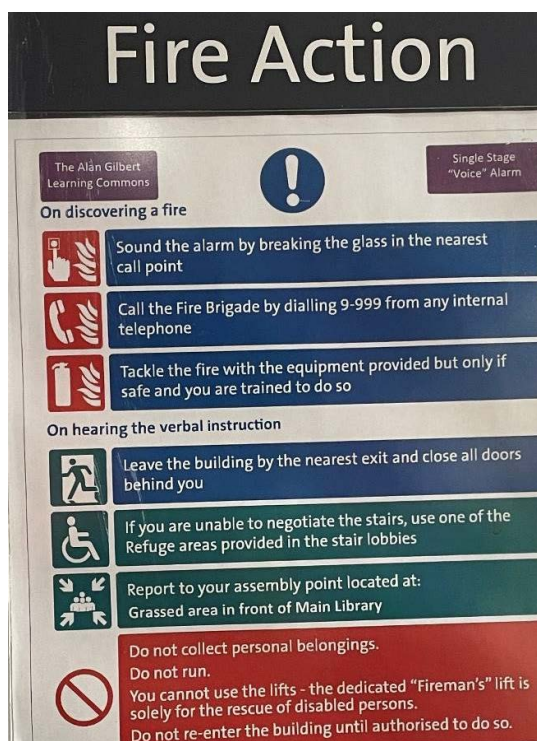 Fire Action
The Alan Gilbert
Learning Commons
Single Stage
"Voice" Alarm
On discovering a fire
Sound the alarm by breaking the glass in the nearest
call point
Call the Fire Brigade by dialling 9-999 from any internal
telephone
Tackle the fire with the equipment provided but only if
safe and you are trained to do so
On hearing the verbal instruction
Leave the building by the nearest exit and close all doors
behind you
If you are unable to negotiate the stairs, use one of the
Refuge areas provided in the stair lobbies
Report to your assembly point located at:
Grassed area in front of Main Library
Do not collect personal belongings.
Do not run.
You cannot use the lifts - the dedicated "Fireman's" lift is
solely for the rescue of disabled persons.
Do not re-enter the building until authorised to do so.